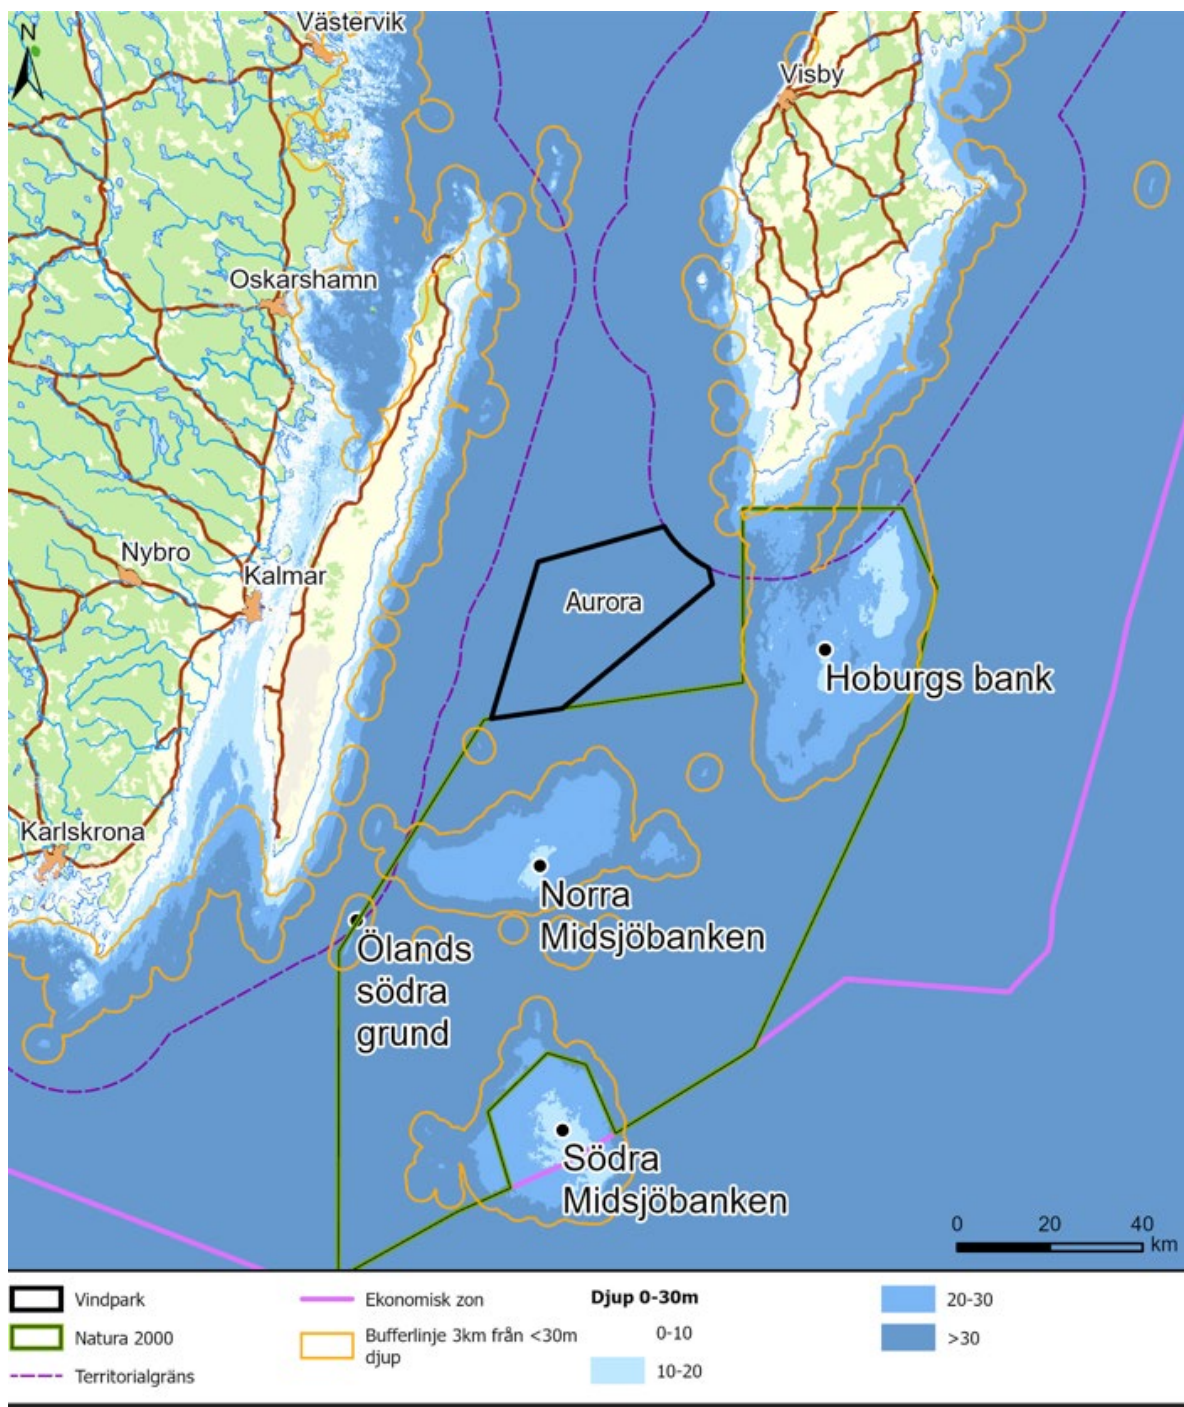 Västervik
N
Visby
Oskarshamn
Nybro
Kalmar
Aurora
Hoburgs bank
Karlskrona
Norra
Midsjöbanken
Ölands
södra
grund
Södra
Midsjöbanken
0 20 40
km
Vindpark
Natura 2000
Territorialgräns
Ekonomisk zon
Bufferlinje 3km från <30m
djup
Djup 0-30m
0-10
10-20
20-30
>30